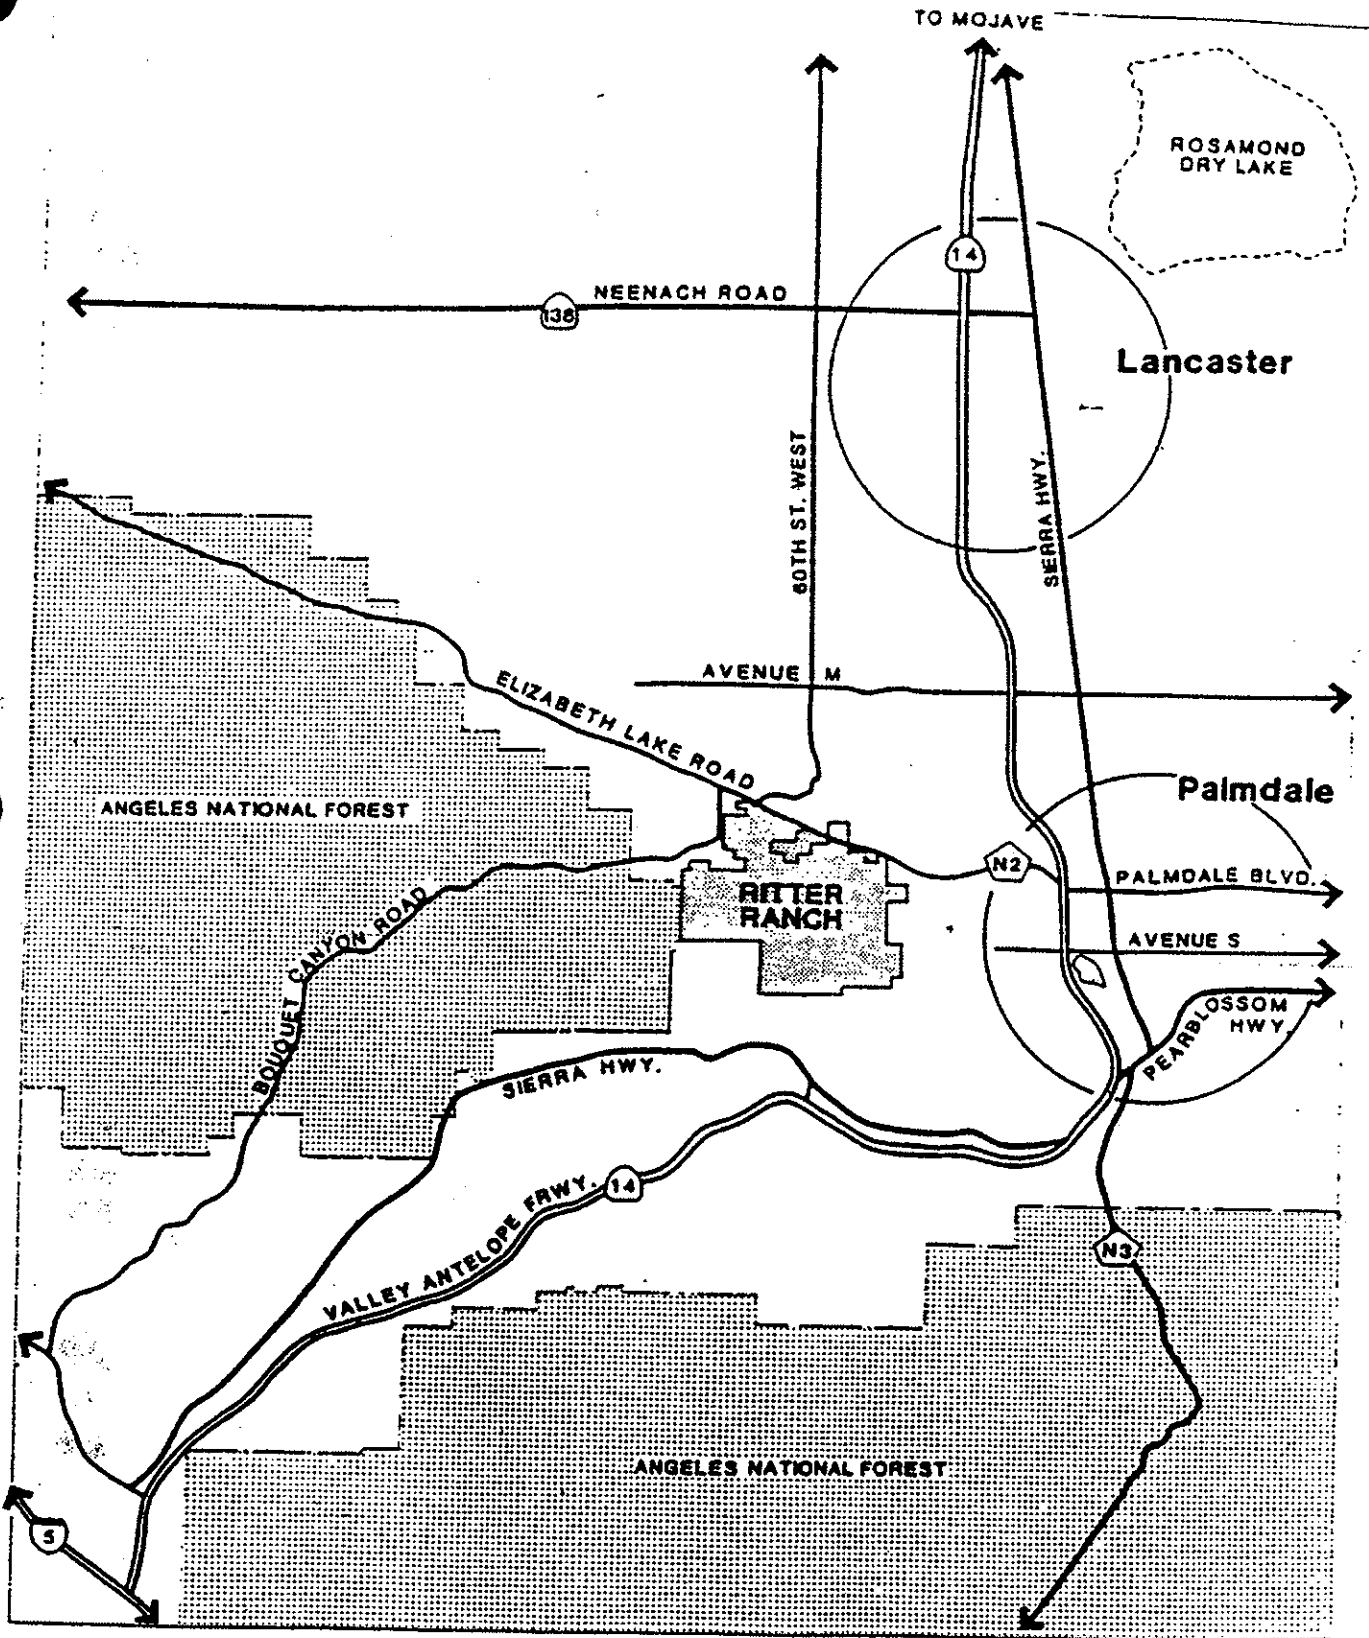 TO MOJAVE
ROSAMOND
DRY LAKE
14
NEENACH ROAD
138
Lancaster
60TH ST. WEST
SIERRA HWY.
AVENUE M
ELIZABETH LAKE ROAD
Palmdale
ANGELES NATIONAL FOREST
N2
PALMDALE BLVD.
RITTER
RANCH
BOUQUET CANYON ROAD
AVENUE S
PEARBLOSSOM
HWY.
SIERRA HWY.
VALLEY ANTELOPE FRWY.
14
N3
ANGELES NATIONAL FOREST
5